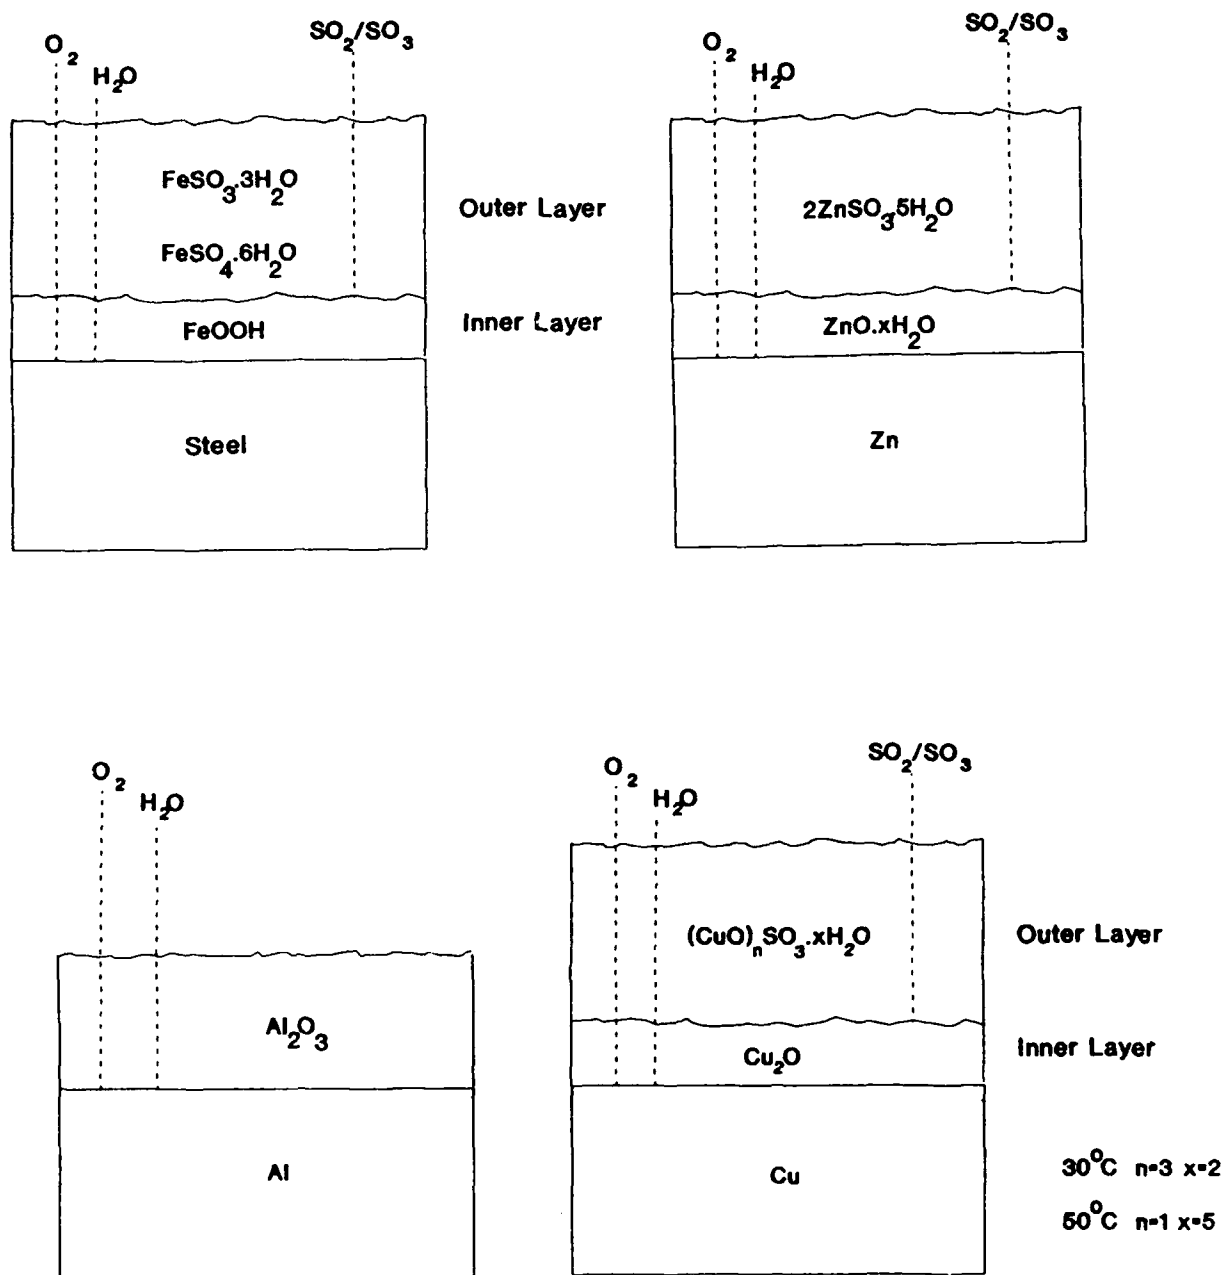 O2
H2O
SO2/SO3
FeSO3.3H2O
FeSO4.6H2O
FeOOH
Steel
Outer Layer
Inner Layer
O2
H2O
SO2/SO3
2ZnSO3.5H2O
ZnO.xH2O
Zn
O2
H2O
Al2O3
Al
O2
H2O
SO2/SO3
(CuO)nSO3.xH2O
Cu2O
Cu
Outer Layer
Inner Layer
30°C n=3 x=2
50°C n=1 x=5